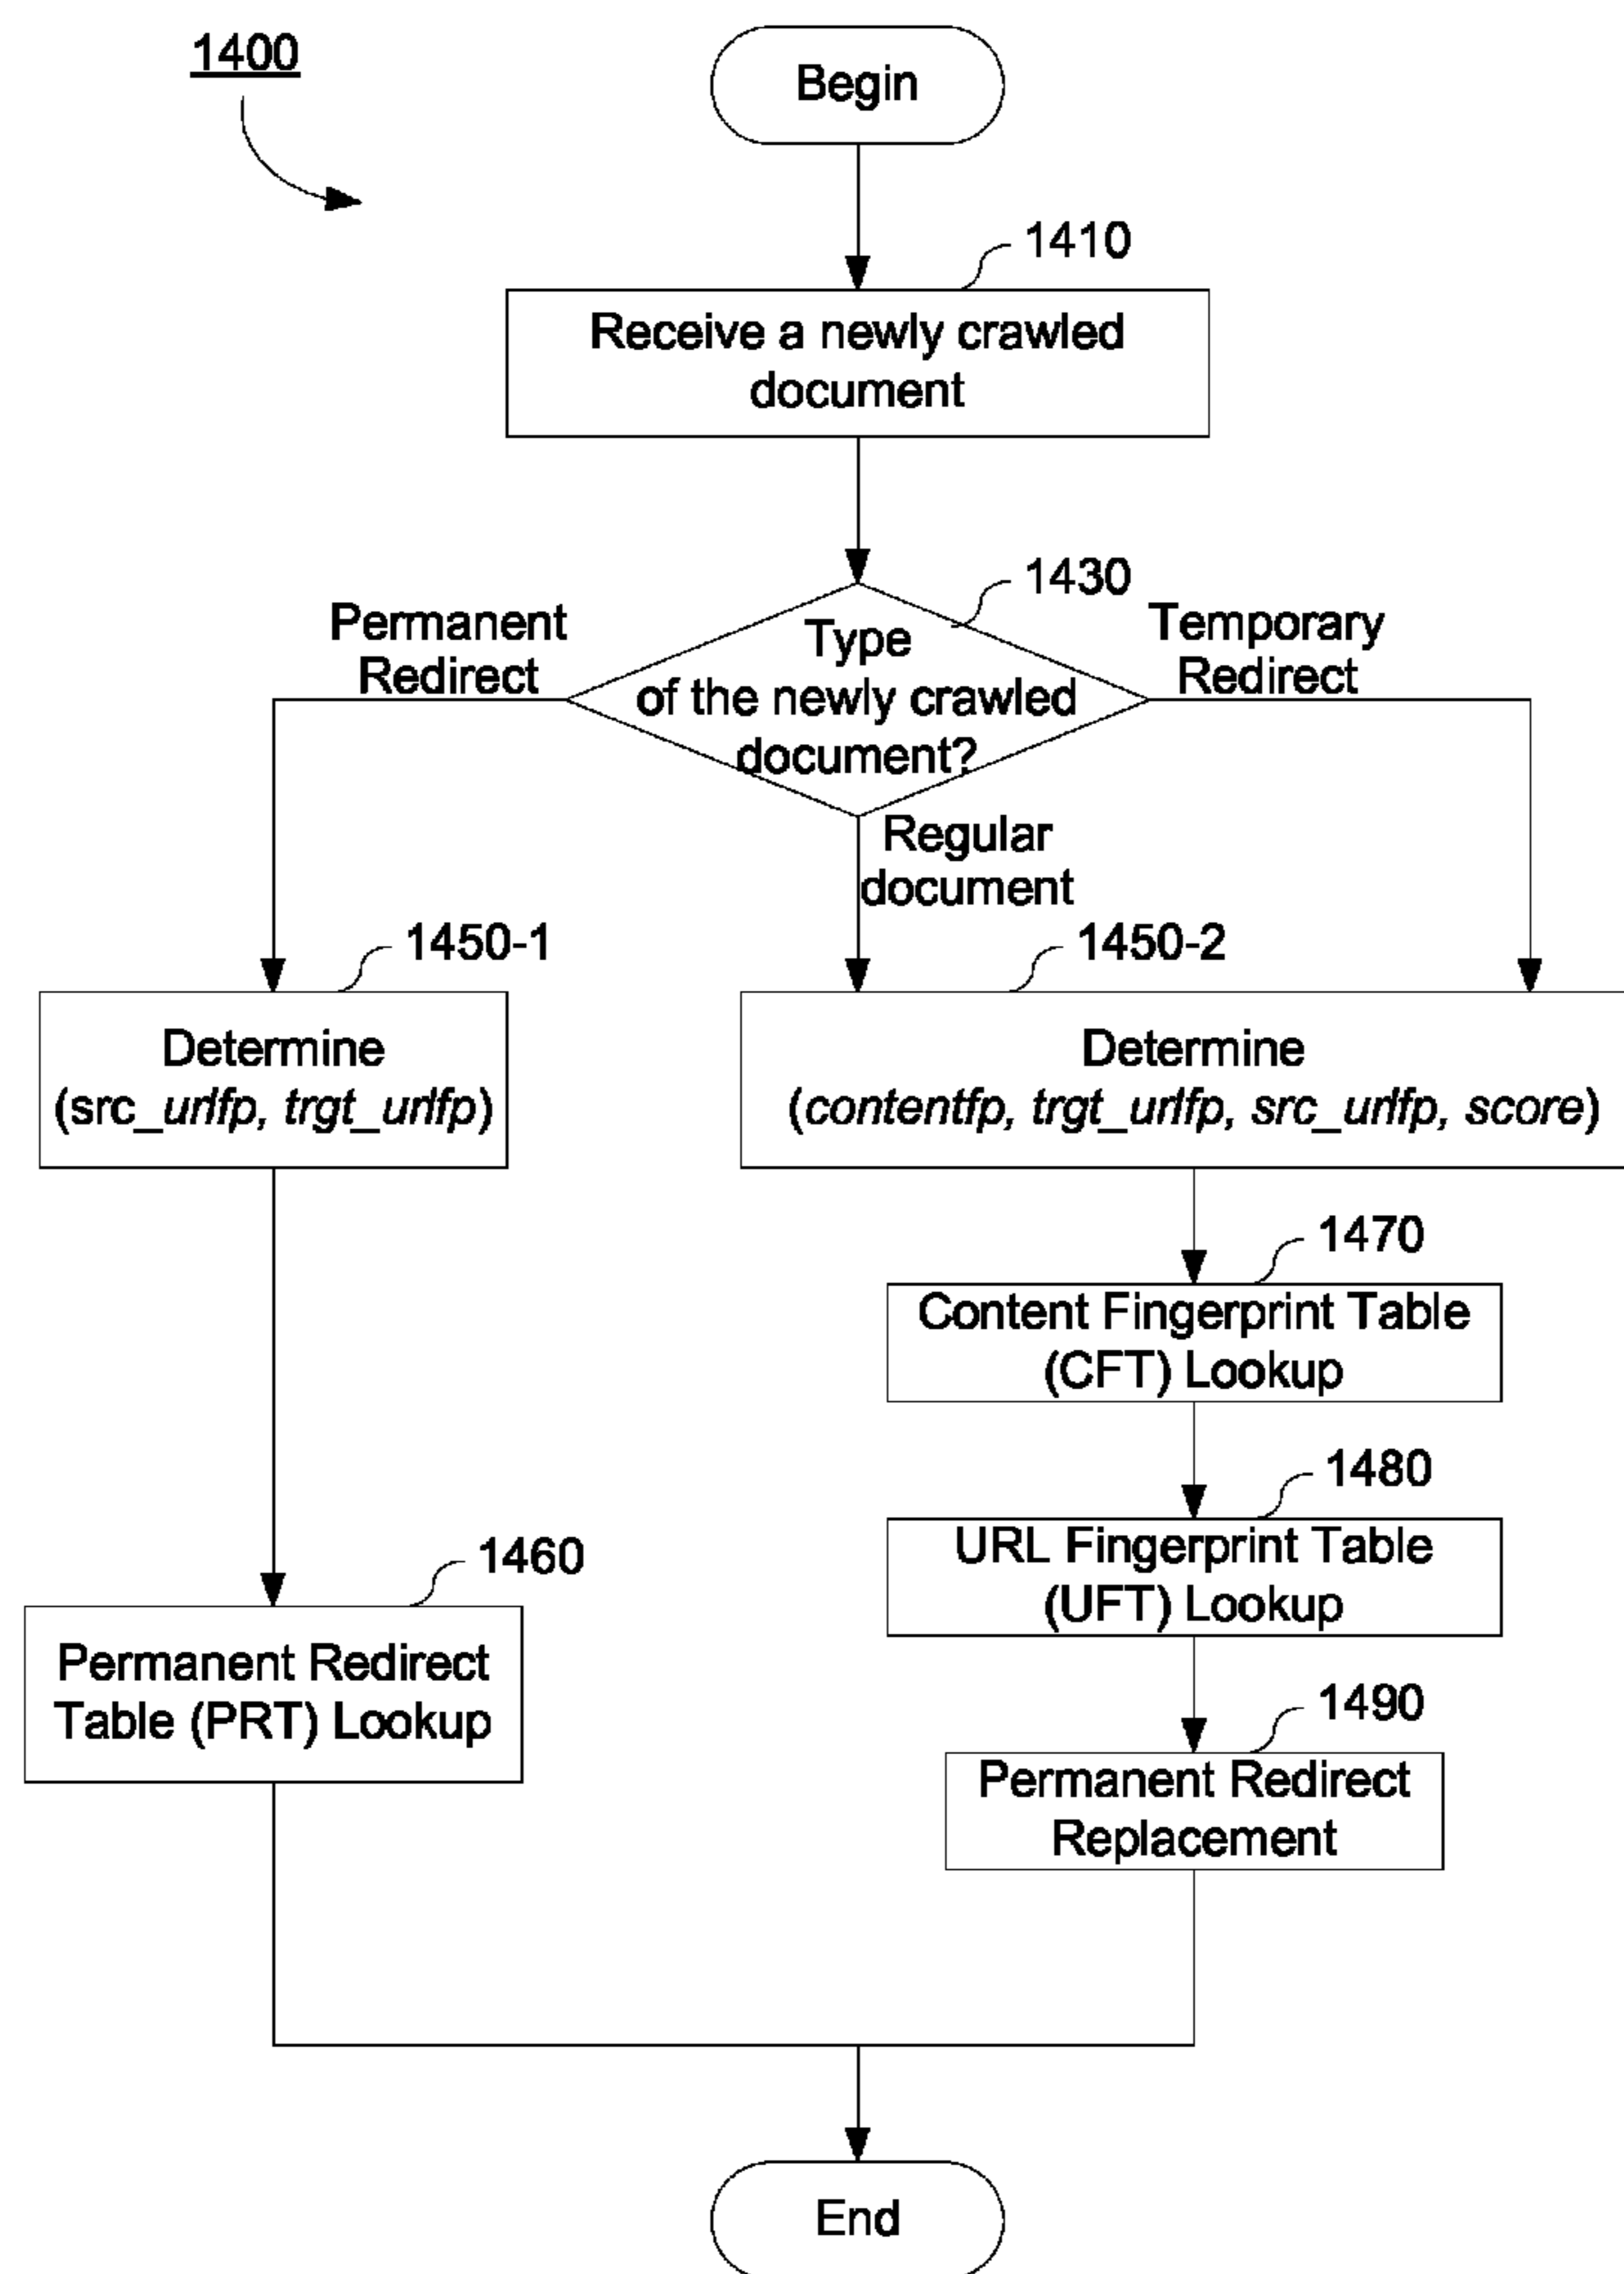 1400
Begin
1410
Receive a newly crawled
document
1430
Permanent
Redirect
Type
of the newly crawled
document?
Temporary
Redirect
Regular
document
1450-1
1450-2
Determine
(src_urlfp, trgt_urlfp)
Determine
(contentfp, trgt_urlfp, src_urlfp, score)
1470
Content Fingerprint Table
(CFT) Lookup
1480
URL Fingerprint Table
(UFT) Lookup
1460
Permanent Redirect
Table (PRT) Lookup
1490
Permanent Redirect
Replacement
End